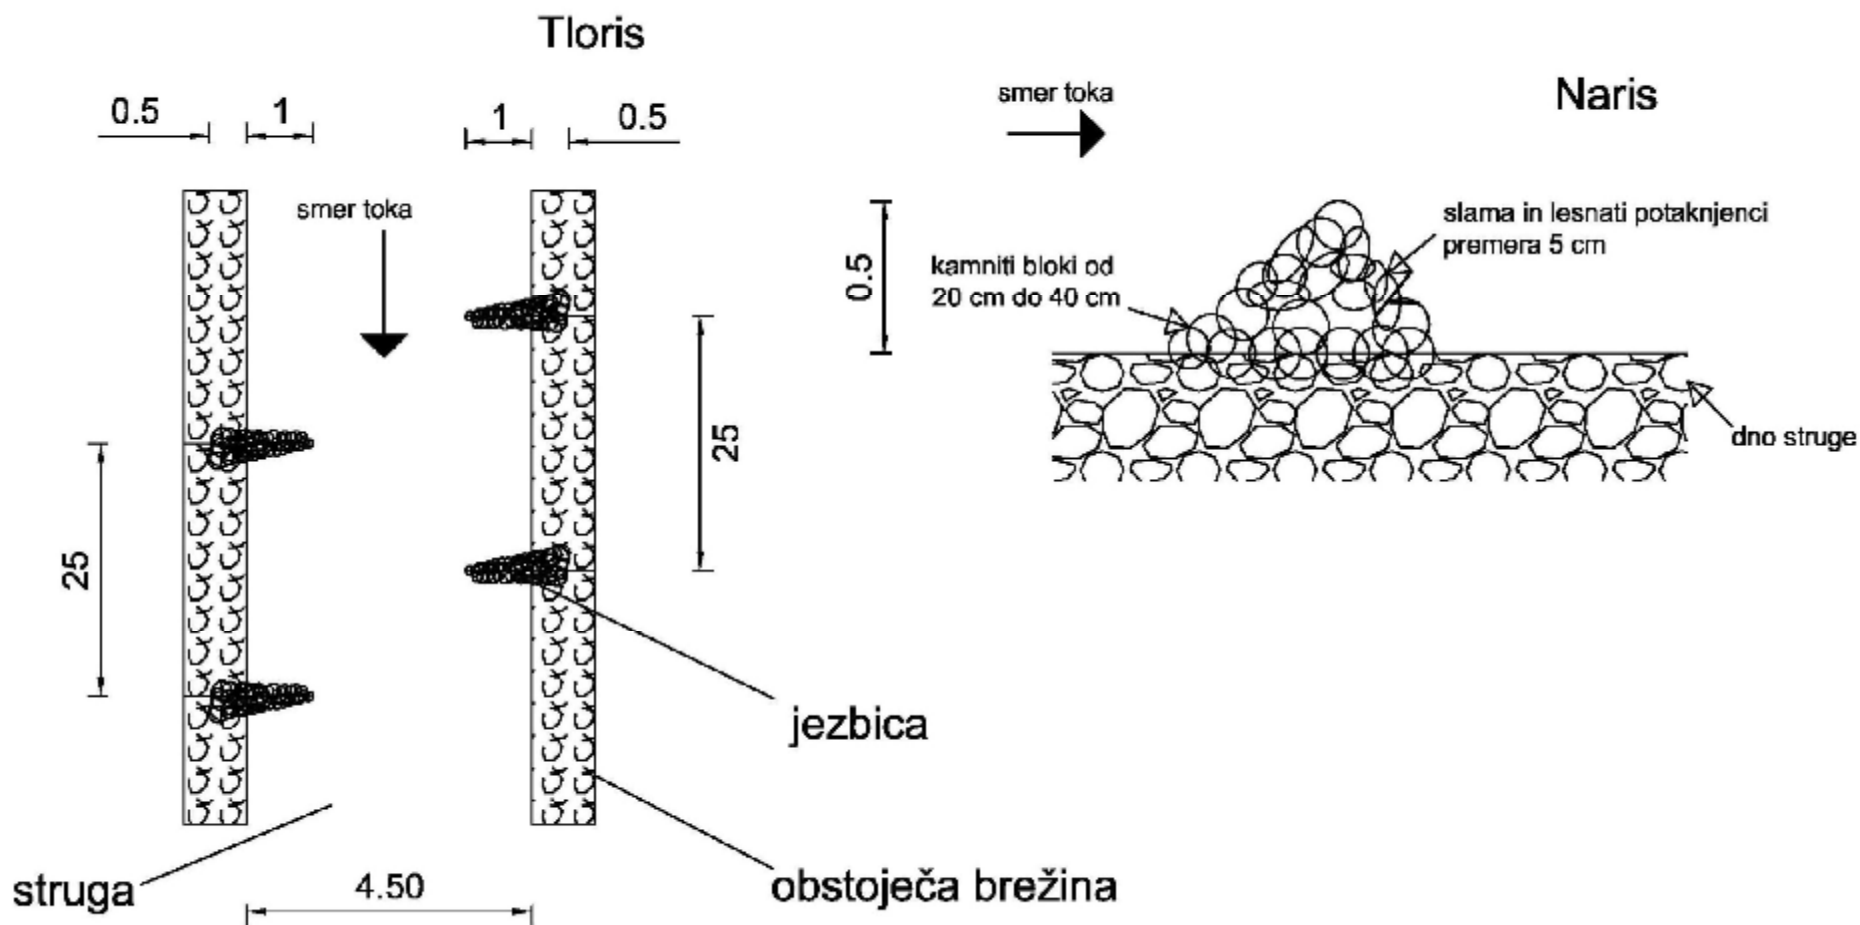 Tloris
0.5
1
1
0.5
smer toka
25
25
jezbica
struga
4.50
obstoječa brežina
smer toka
Naris
0.5
kamniti bloki od
20 cm do 40 cm
slama in lesnati potaknjenci
premera 5 cm
dno struge